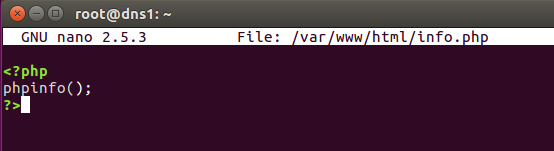 root@dns1: ~
GNU nano 2.5.3 File: /var/www/html/info.php
<?php
phpinfo();
?>